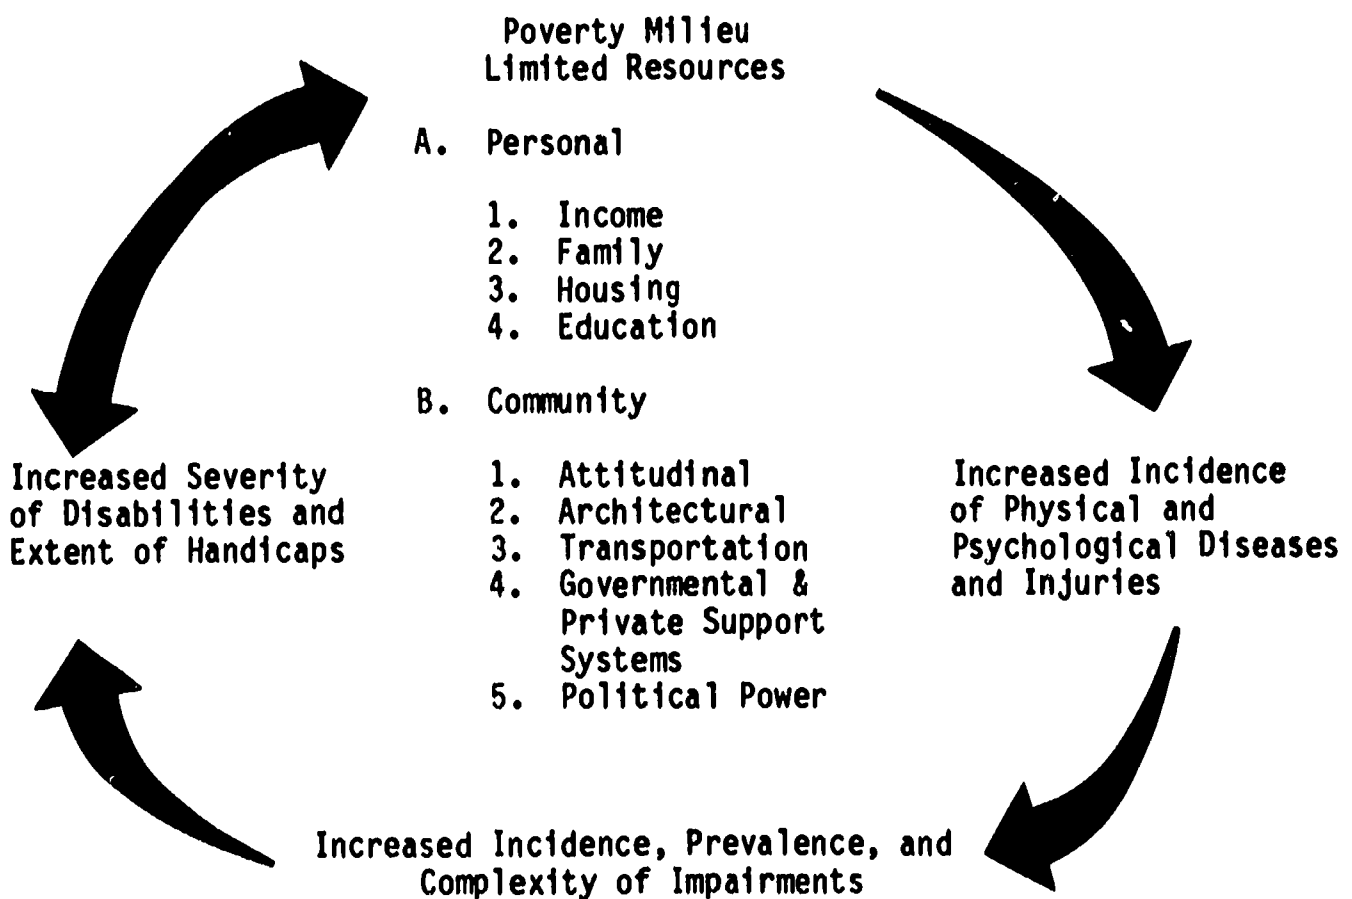 Poverty Milieu
Limited Resources
A. Personal
1. Income
2. Family
3. Housing
4. Education
B. Community
1. Attitudinal
2. Architectural
3. Transportation
4. Governmental &
Private Support
Systems
5. Political Power
Increased Severity
of Disabilities and
Extent of Handicaps
Increased Incidence
of Physical and
Psychological Diseases
and Injuries
Increased Incidence, Prevalence, and
Complexity of Impairments